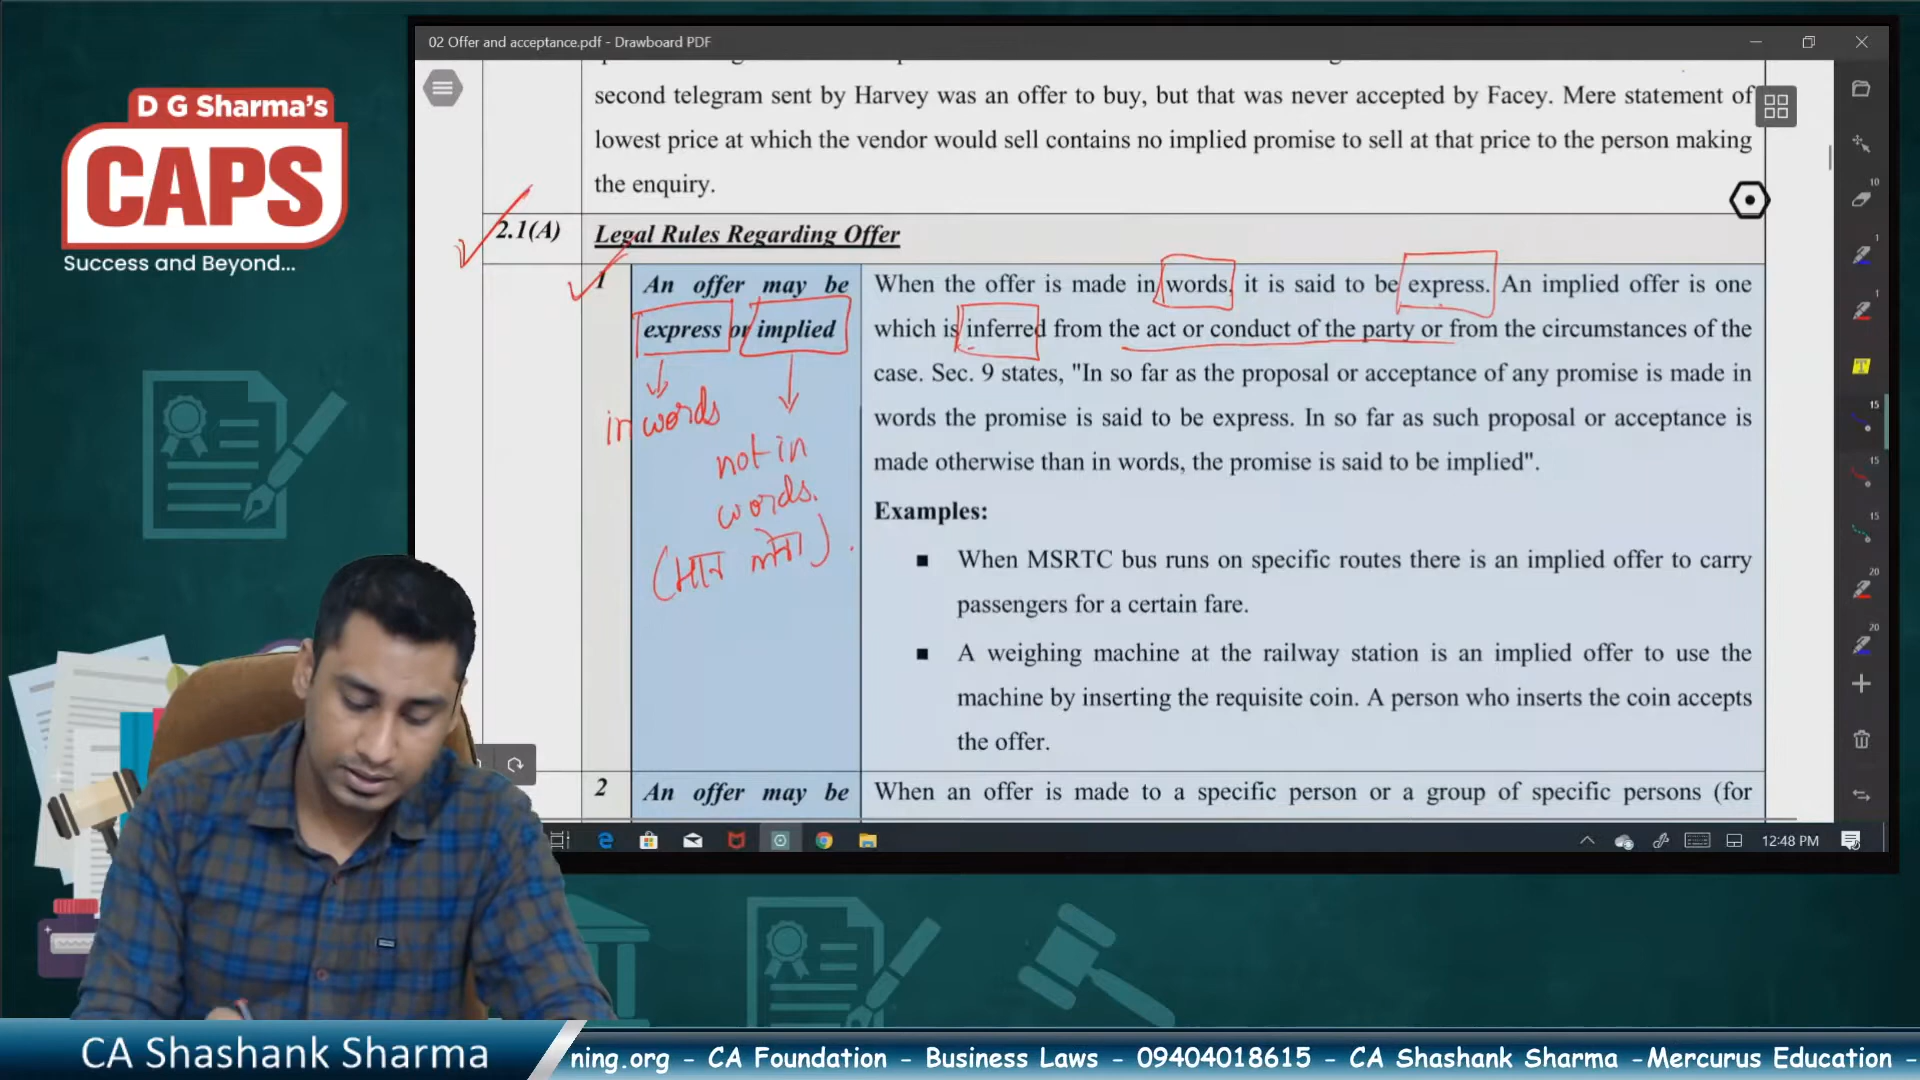 02 Offer and acceptance.pdf - Drawboard PDF
D G Sharma's
CAPS
Success and Beyond...
second telegram sent by Harvey was an offer to buy, but that was never accepted by Facey. Mere statement of
lowest price at which the vendor would sell contains no implied promise to sell at that price to the person making
the enquiry.
2.1(A) Legal Rules Regarding Offer
1 An offer may be
express or implied
in words
not in
words.
(मान लेना).
When the offer is made in words, it is said to be express. An implied offer is one
which is inferred from the act or conduct of the party or from the circumstances of the
case. Sec. 9 states, "In so far as the proposal or acceptance of any promise is made in
words the promise is said to be express. In so far as such proposal or acceptance is
made otherwise than in words, the promise is said to be implied".
Examples:
■ When MSRTC bus runs on specific routes there is an implied offer to carry
passengers for a certain fare.
■ A weighing machine at the railway station is an implied offer to use the
machine by inserting the requisite coin. A person who inserts the coin accepts
the offer.
2 An offer may be When an offer is made to a specific person or a group of specific persons (for
10
1
1
15
15
15
20
20
12:48 PM
CA Shashank Sharma
ning.org - CA Foundation - Business Laws - 09404018615 - CA Shashank Sharma -Mercurus Education -